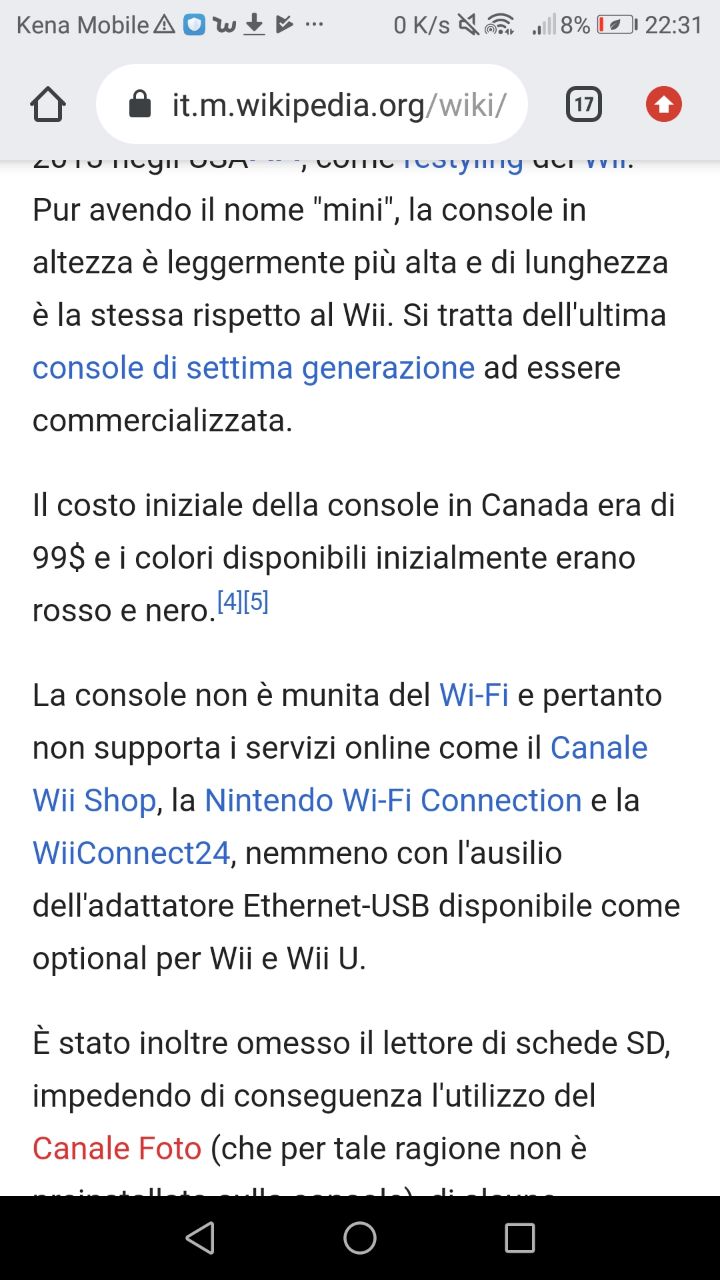 Kena Mobile ... 0 K/s 8% 22:31
it.m.wikipedia.org/wiki/ 17
2013 negli USA, come restyling del Wii.
Pur avendo il nome "mini", la console in
altezza è leggermente più alta e di lunghezza
è la stessa rispetto al Wii. Si tratta dell'ultima
console di settima generazione ad essere
commercializzata.
Il costo iniziale della console in Canada era di
99$ e i colori disponibili inizialmente erano
rosso e nero.[4][5]
La console non è munita del Wi-Fi e pertanto
non supporta i servizi online come il Canale
Wii Shop, la Nintendo Wi-Fi Connection e la
WiiConnect24, nemmeno con l'ausilio
dell'adattatore Ethernet-USB disponibile come
optional per Wii e Wii U.
È stato inoltre omesso il lettore di schede SD,
impedendo di conseguenza l'utilizzo del
Canale Foto (che per tale ragione non è